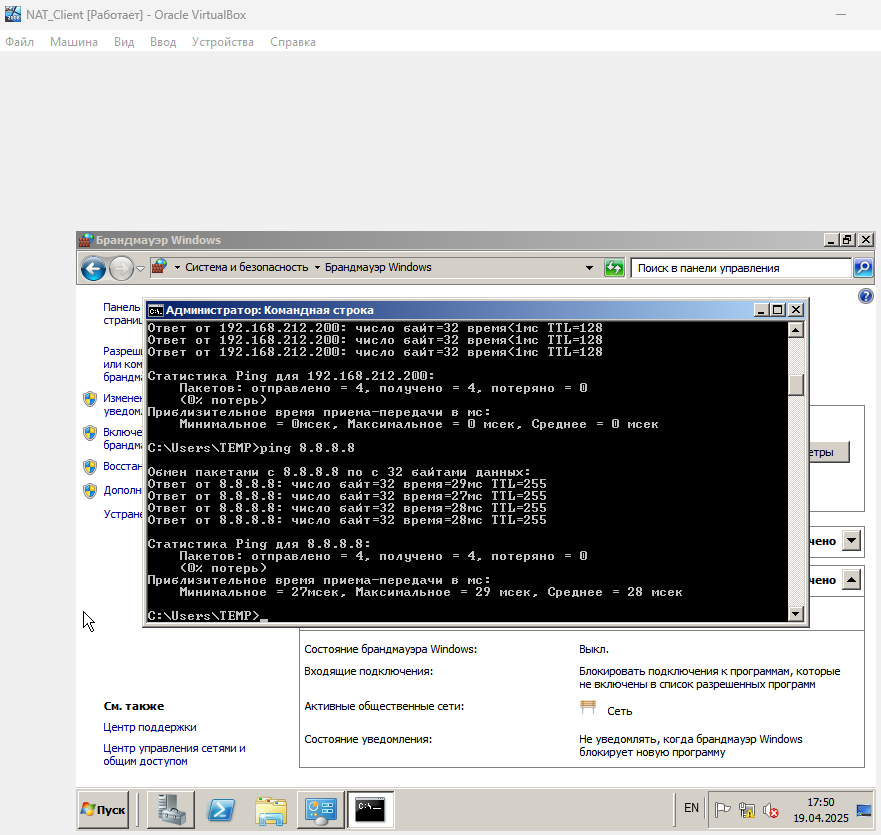 NAT_Client [Работает] - Oracle VirtualBox
Файл Машина Вид Ввод Устройства Справка
Брандмауэр Windows
Система и безопасность Брандмауэр Windows Поиск в панели управления
Панель
страниц
Разреш
или ком
брандм
Изменен
уведом
Включе
брандм
Восстан
Дополн
Устране
Администратор: Командная строка
Ответ от 192.168.212.200: число байт=32 время<1мс TTL=128
Ответ от 192.168.212.200: число байт=32 время<1мс TTL=128
Ответ от 192.168.212.200: число байт=32 время<1мс TTL=128
Статистика Ping для 192.168.212.200:
Пакетов: отправлено = 4, получено = 4, потеряно = 0
(0% потерь)
Приблизительное время приема-передачи в мс:
Минимальное = 0мсек, Максимальное = 0 мсек, Среднее = 0 мсек
C:\Users\TEMP>ping 8.8.8.8
Обмен пакетами с 8.8.8.8 по с 32 байтами данных:
Ответ от 8.8.8.8: число байт=32 время=29мс TTL=255
Ответ от 8.8.8.8: число байт=32 время=27мс TTL=255
Ответ от 8.8.8.8: число байт=32 время=28мс TTL=255
Ответ от 8.8.8.8: число байт=32 время=28мс TTL=255
Статистика Ping для 8.8.8.8:
Пакетов: отправлено = 4, получено = 4, потеряно = 0
(0% потерь)
Приблизительное время приема-передачи в мс:
Минимальное = 27мсек, Максимальное = 29 мсек, Среднее = 28 мсек
C:\Users\TEMP>_
етры
чено
чено
Состояние брандмауэра Windows: Выкл.
Входящие подключения: Блокировать подключения к программам, которые
не включены в список разрешенных программ
Активные общественные сети: Сеть
Состояние уведомления: Не уведомлять, когда брандмауэр Windows
блокирует новую программу
См. также
Центр поддержки
Центр управления сетями и
общим доступом
Пуск
EN
17:50
19.04.2025